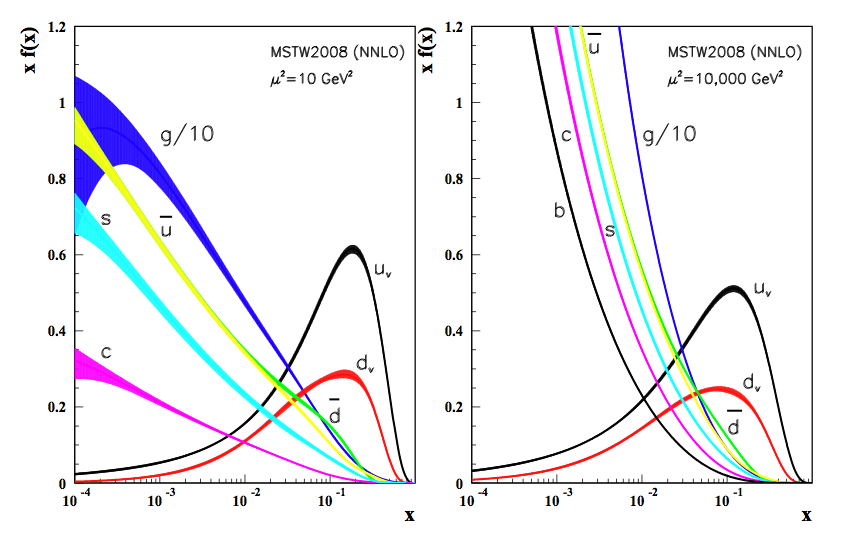 x f(x)
1.2
1
0.8
0.6
0.4
0.2
0
MSTW2008 (NNLO)
μ²=10 GeV²
g/10
s
u̅
c
u_v
d_v
d̅
10⁻⁴
10⁻³
10⁻²
10⁻¹
x
x f(x)
1.2
1
0.8
0.6
0.4
0.2
0
MSTW2008 (NNLO)
μ²=10,000 GeV²
u̅
c
g/10
b
s
u_v
d_v
d̅
10⁻⁴
10⁻³
10⁻²
10⁻¹
x